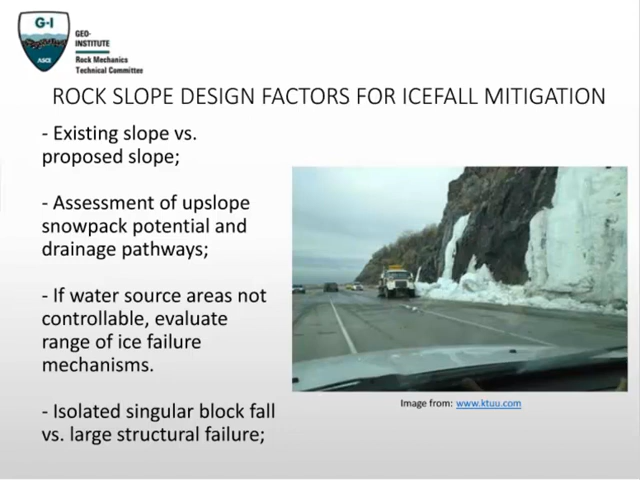 G-I
ASCE
GEO-
INSTITUTE
Rock Mechanics
Technical Committee
ROCK SLOPE DESIGN FACTORS FOR ICEFALL MITIGATION
- Existing slope vs.
proposed slope;
- Assessment of upslope
snowpack potential and
drainage pathways;
- If water source areas not
controllable, evaluate
range of ice failure
mechanisms.
- Isolated singular block fall
vs. large structural failure;
Image from: www.ktuu.com